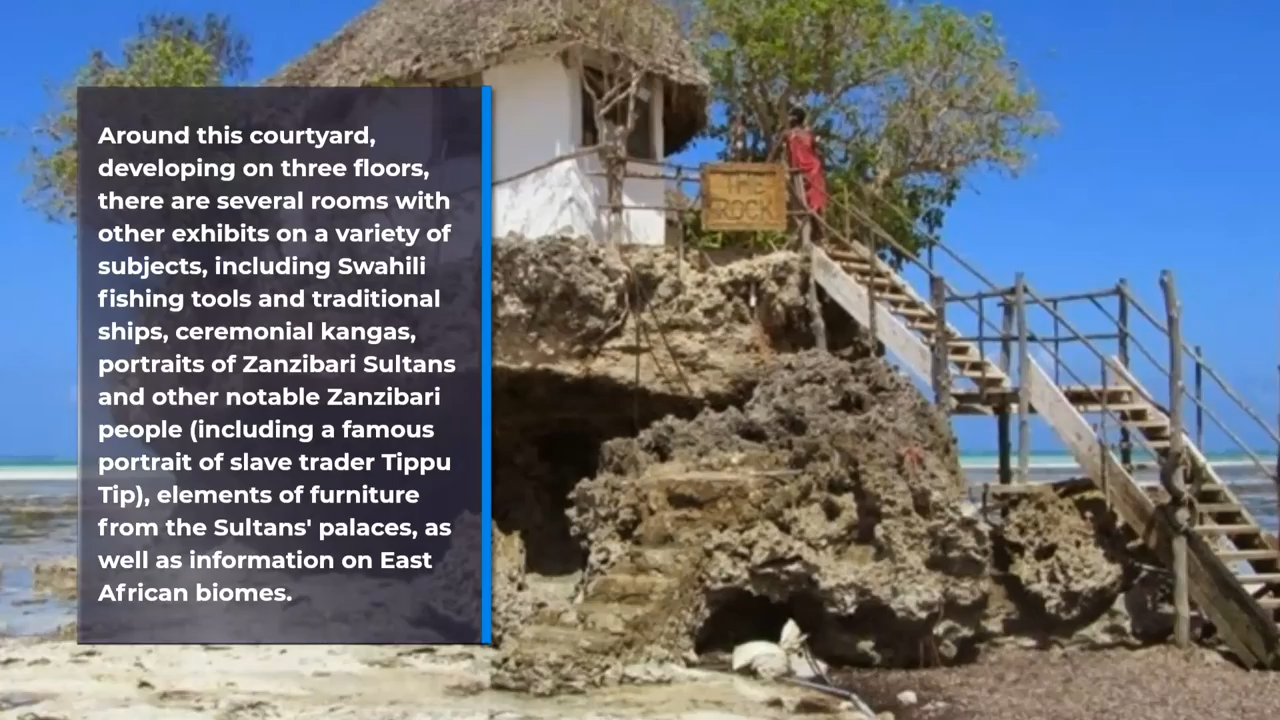 Around this courtyard,
developing on three floors,
there are several rooms with
other exhibits on a variety of
subjects, including Swahili
fishing tools and traditional
ships, ceremonial kangas,
portraits of Zanzibari Sultans
and other notable Zanzibari
people (including a famous
portrait of slave trader Tippu
Tip), elements of furniture
from the Sultans' palaces, as
well as information on East
African biomes.
THE
ROCK